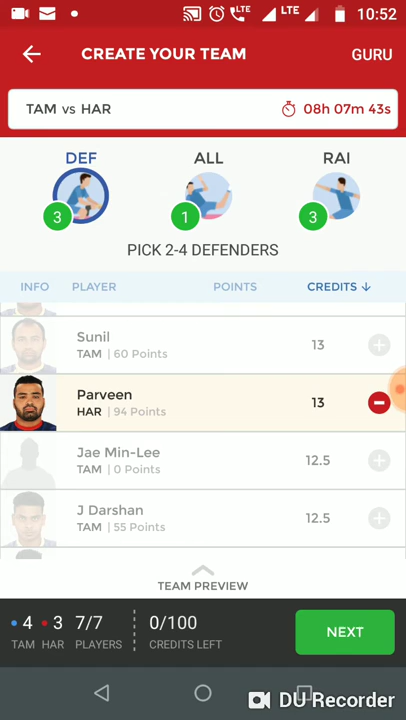 LTE LTE 10:52
CREATE YOUR TEAM GURU
TAM vs HAR 08h 07m 43s
DEF ALL RAI
3 1 3
PICK 2-4 DEFENDERS
INFO PLAYER POINTS CREDITS ↓
Sunil
TAM | 60 Points 13
Parveen
HAR | 94 Points 13
Jae Min-Lee
TAM | 0 Points 12.5
J Darshan
TAM | 55 Points 12.5
TEAM PREVIEW
4 3 7/7 0/100
TAM HAR PLAYERS CREDITS LEFT
NEXT
DU Recorder